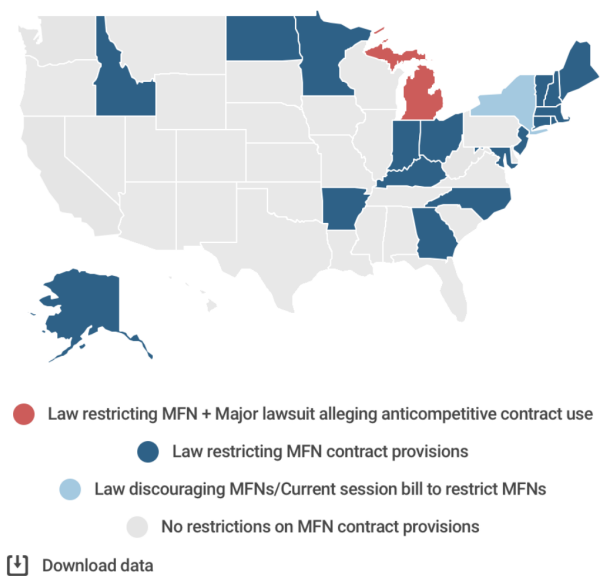 Law restricting MFN + Major lawsuit alleging anticompetitive contract use
Law restricting MFN contract provisions
Law discouraging MFNs/Current session bill to restrict MFNs
No restrictions on MFN contract provisions
Download data